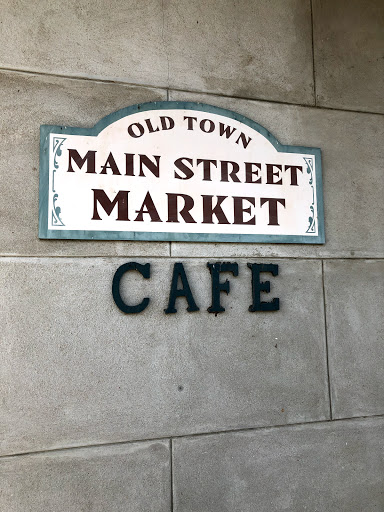 OLD TOWN
MAIN STREET
MARKET
CAFE